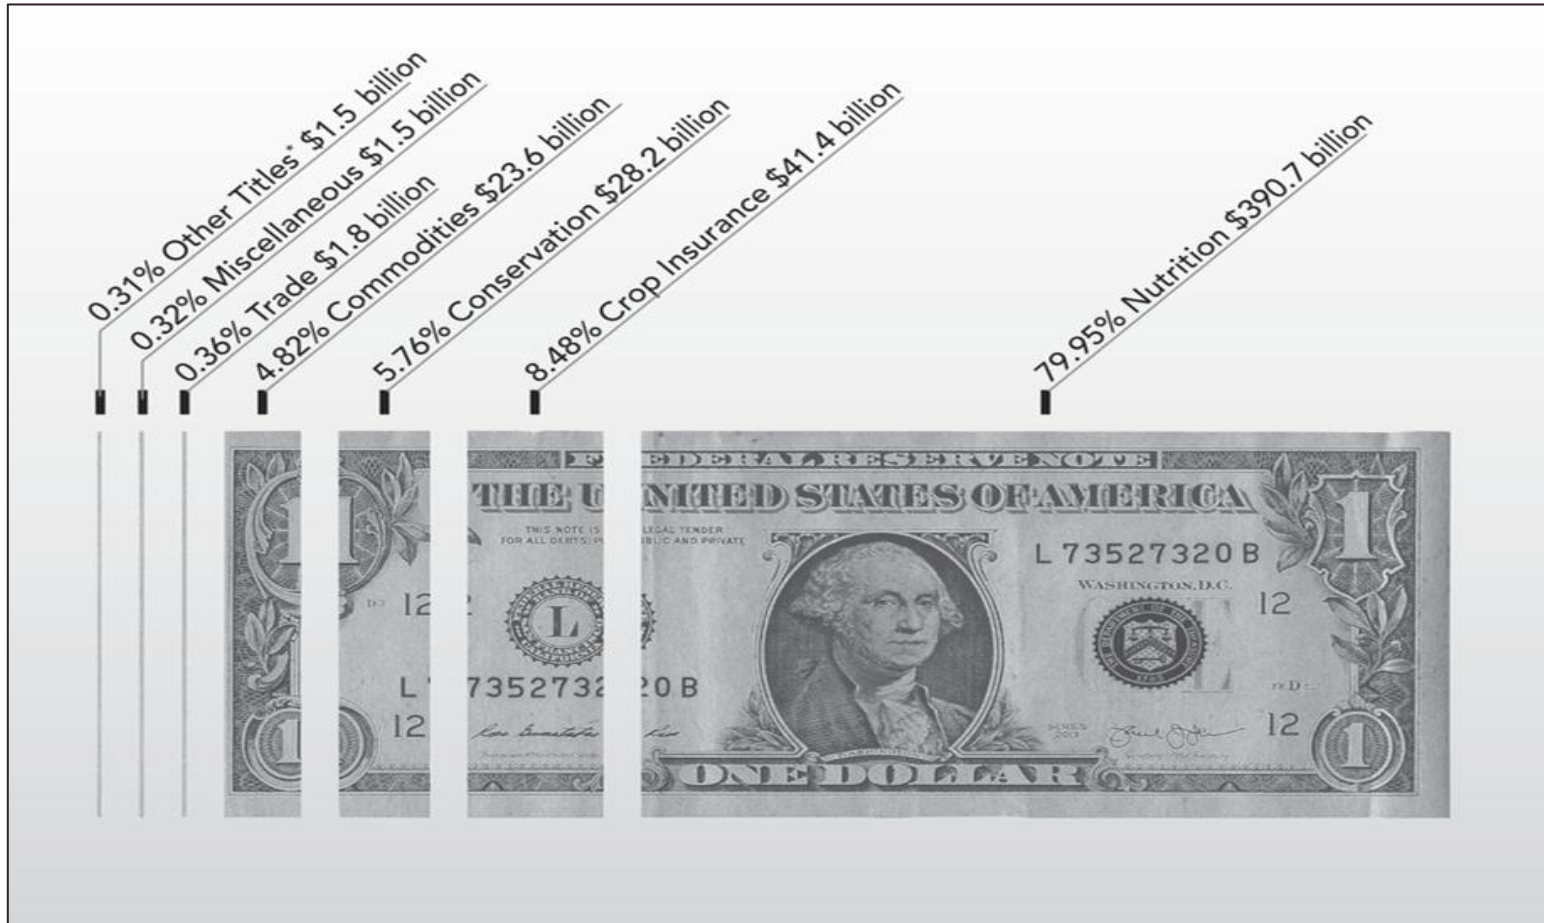 0.31% Other Titles* $1.5 billion
0.32% Miscellaneous $1.5 billion
0.36% Trade $1.8 billion
4.82% Commodities $23.6 billion
5.76% Conservation $28.2 billion
8.48% Crop Insurance $41.4 billion
79.95% Nutrition $390.7 billion
FEDERAL RESERVE NOTE
THE UNITED STATES OF AMERICA
THIS NOTE IS LEGAL TENDER
FOR ALL DEBTS, PUBLIC AND PRIVATE
L 73527320 B
WASHINGTON, D.C.
1
1
12
12
L
L 73527320 B
12
SERIES
2013
12
1
1
WASHINGTON
ONE DOLLAR